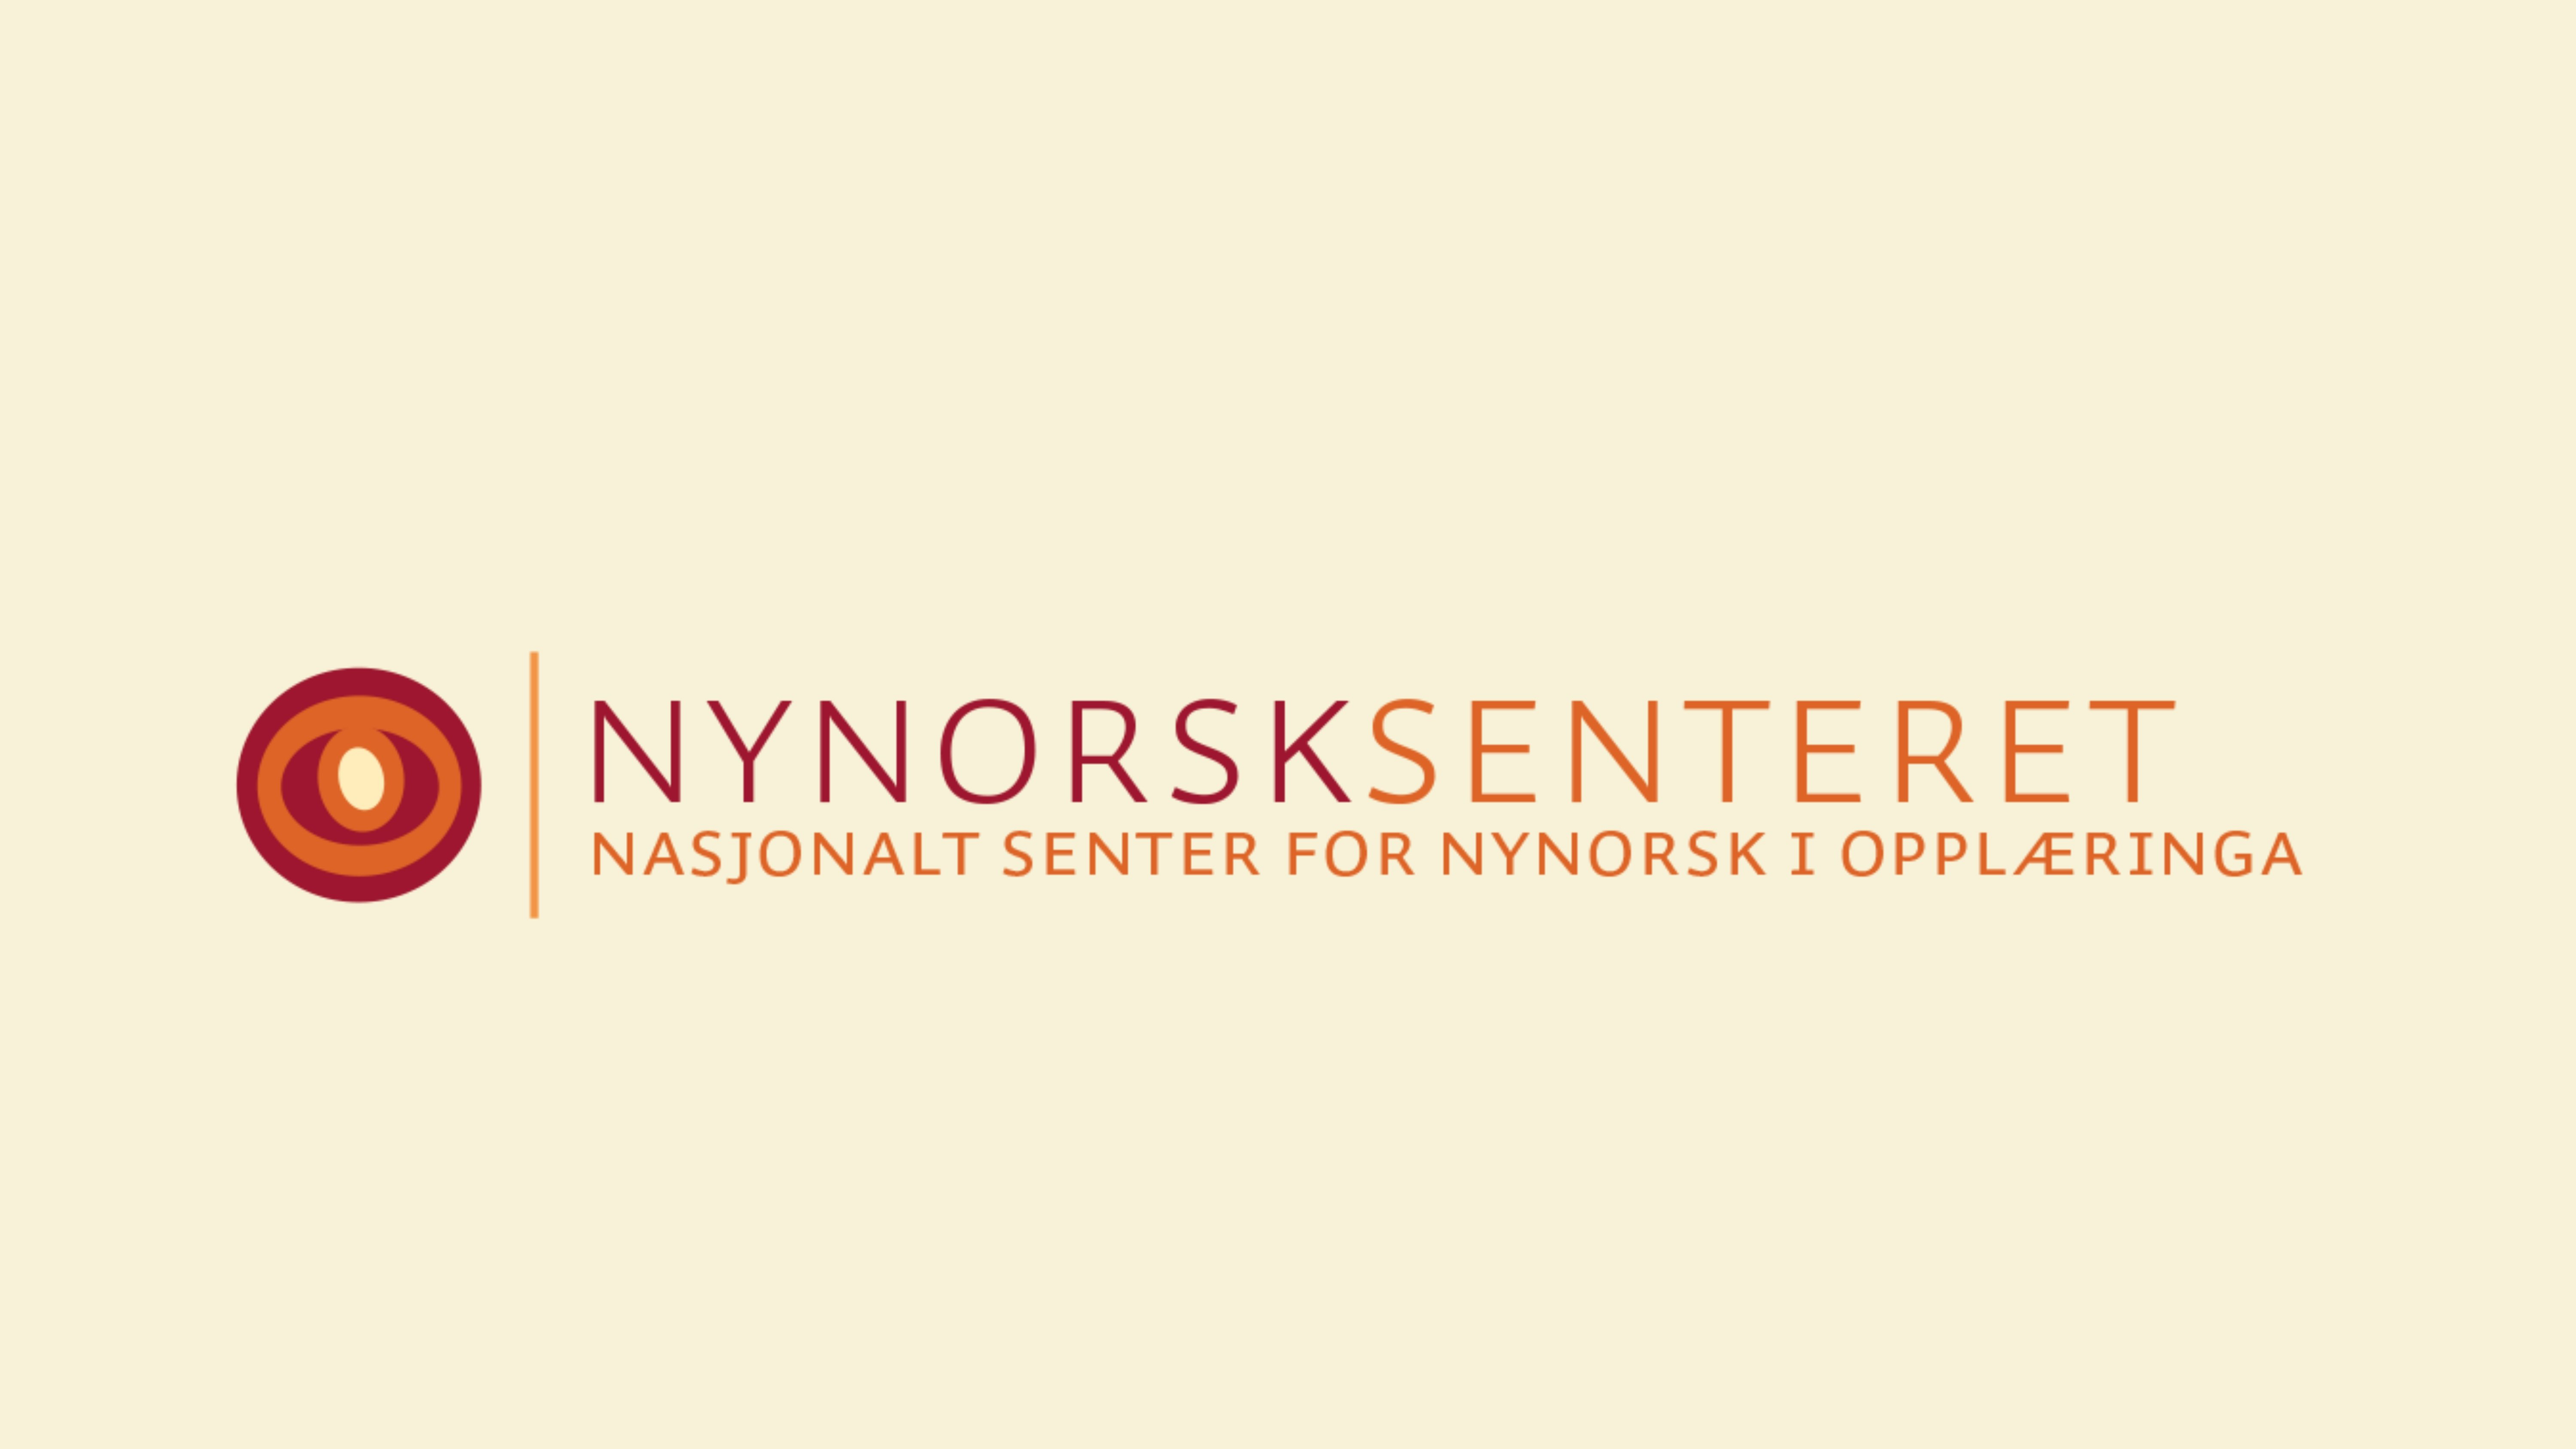 NYNORSKSENTERET
NASJONALT SENTER FOR NYNORSK I OPPLÆRINGA